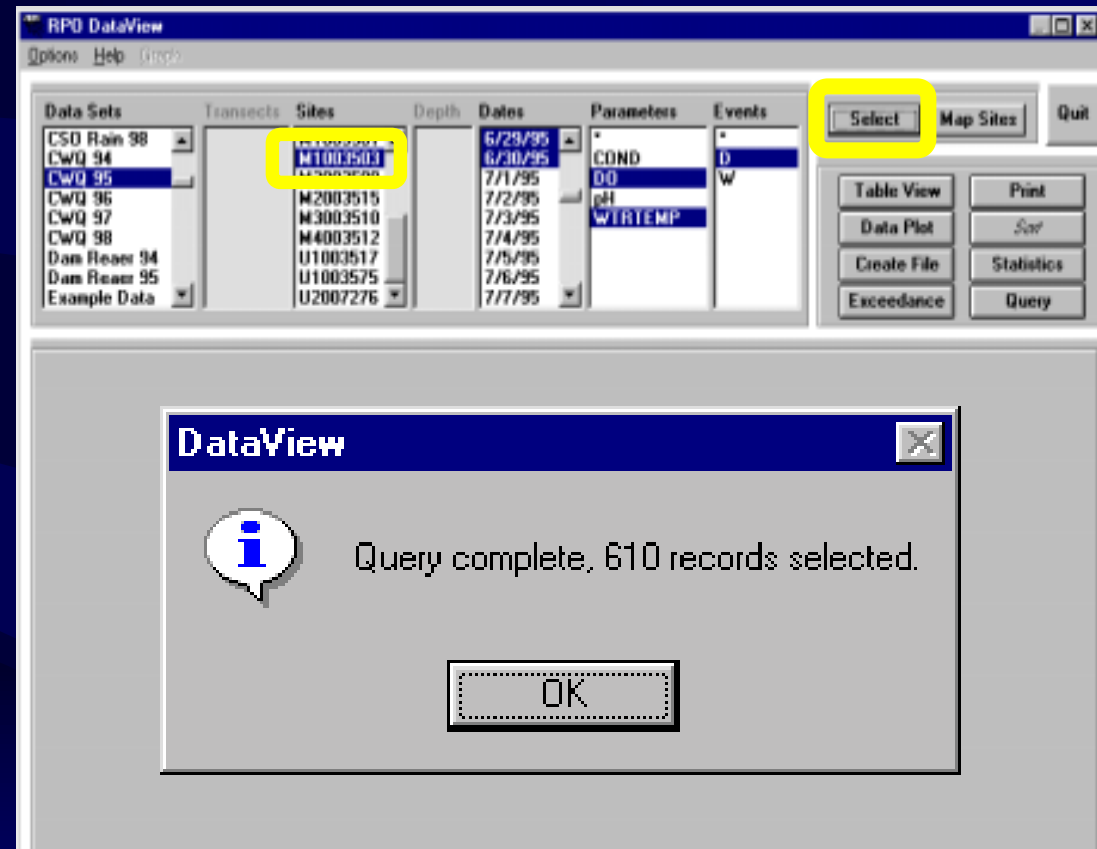 RPO DataView
Options Help Graph
Data Sets Transects Sites Depth Dates Parameters Events
CSO Rain 98
CWQ 94
CWQ 95
CWQ 96
CWQ 97
CWQ 98
Dam Reaer 94
Dam Reaer 95
Example Data
M1003503
M2003515
M3003510
M4003512
U1003517
U1003575
U2007276
6/29/95
6/30/95
7/1/95
7/2/95
7/3/95
7/4/95
7/5/95
7/6/95
7/7/95
*
COND
DO
pH
WTRTEMP
*
D
W
Select Map Sites Quit
Table View Print
Data Plot
Create File Statistics
Exceedance Query
DataView
Query complete, 610 records selected.
OK